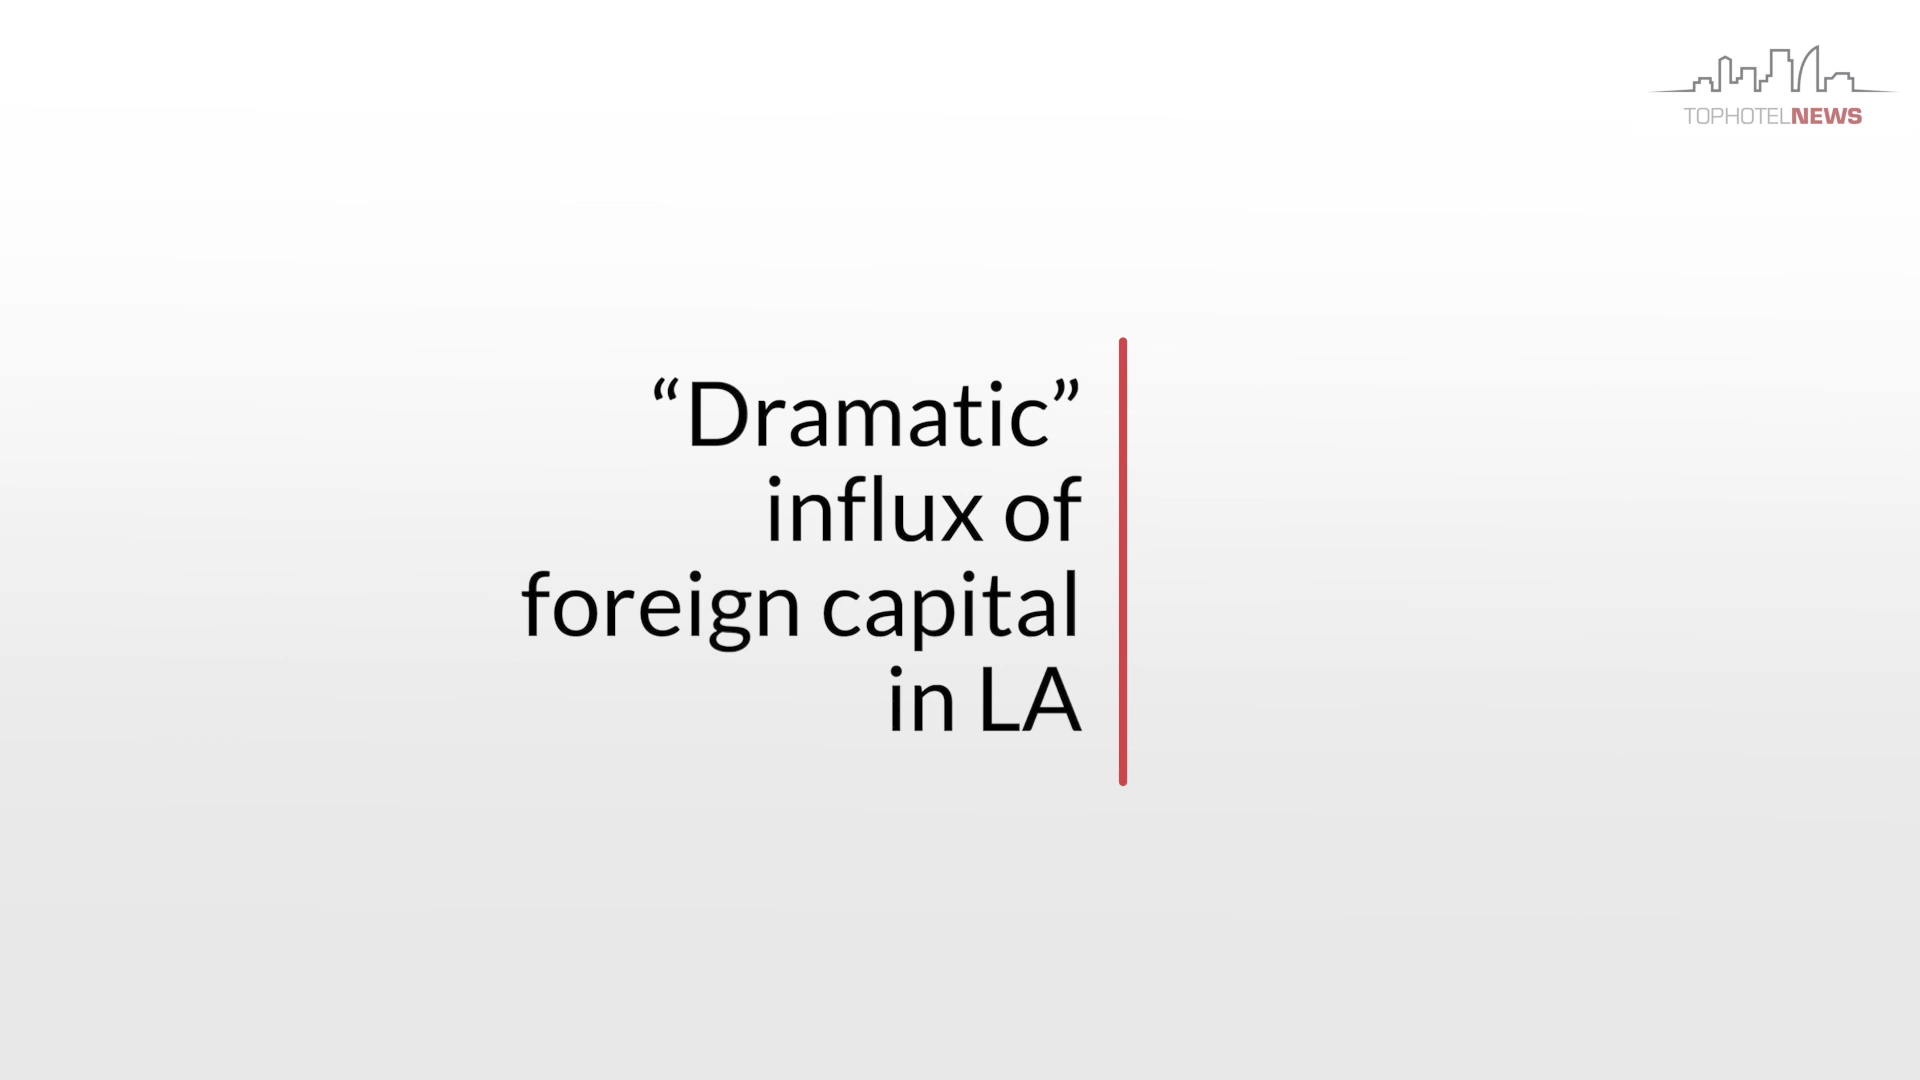 TOPHOTELNEWS
“Dramatic”
influx of
foreign capital
in LA